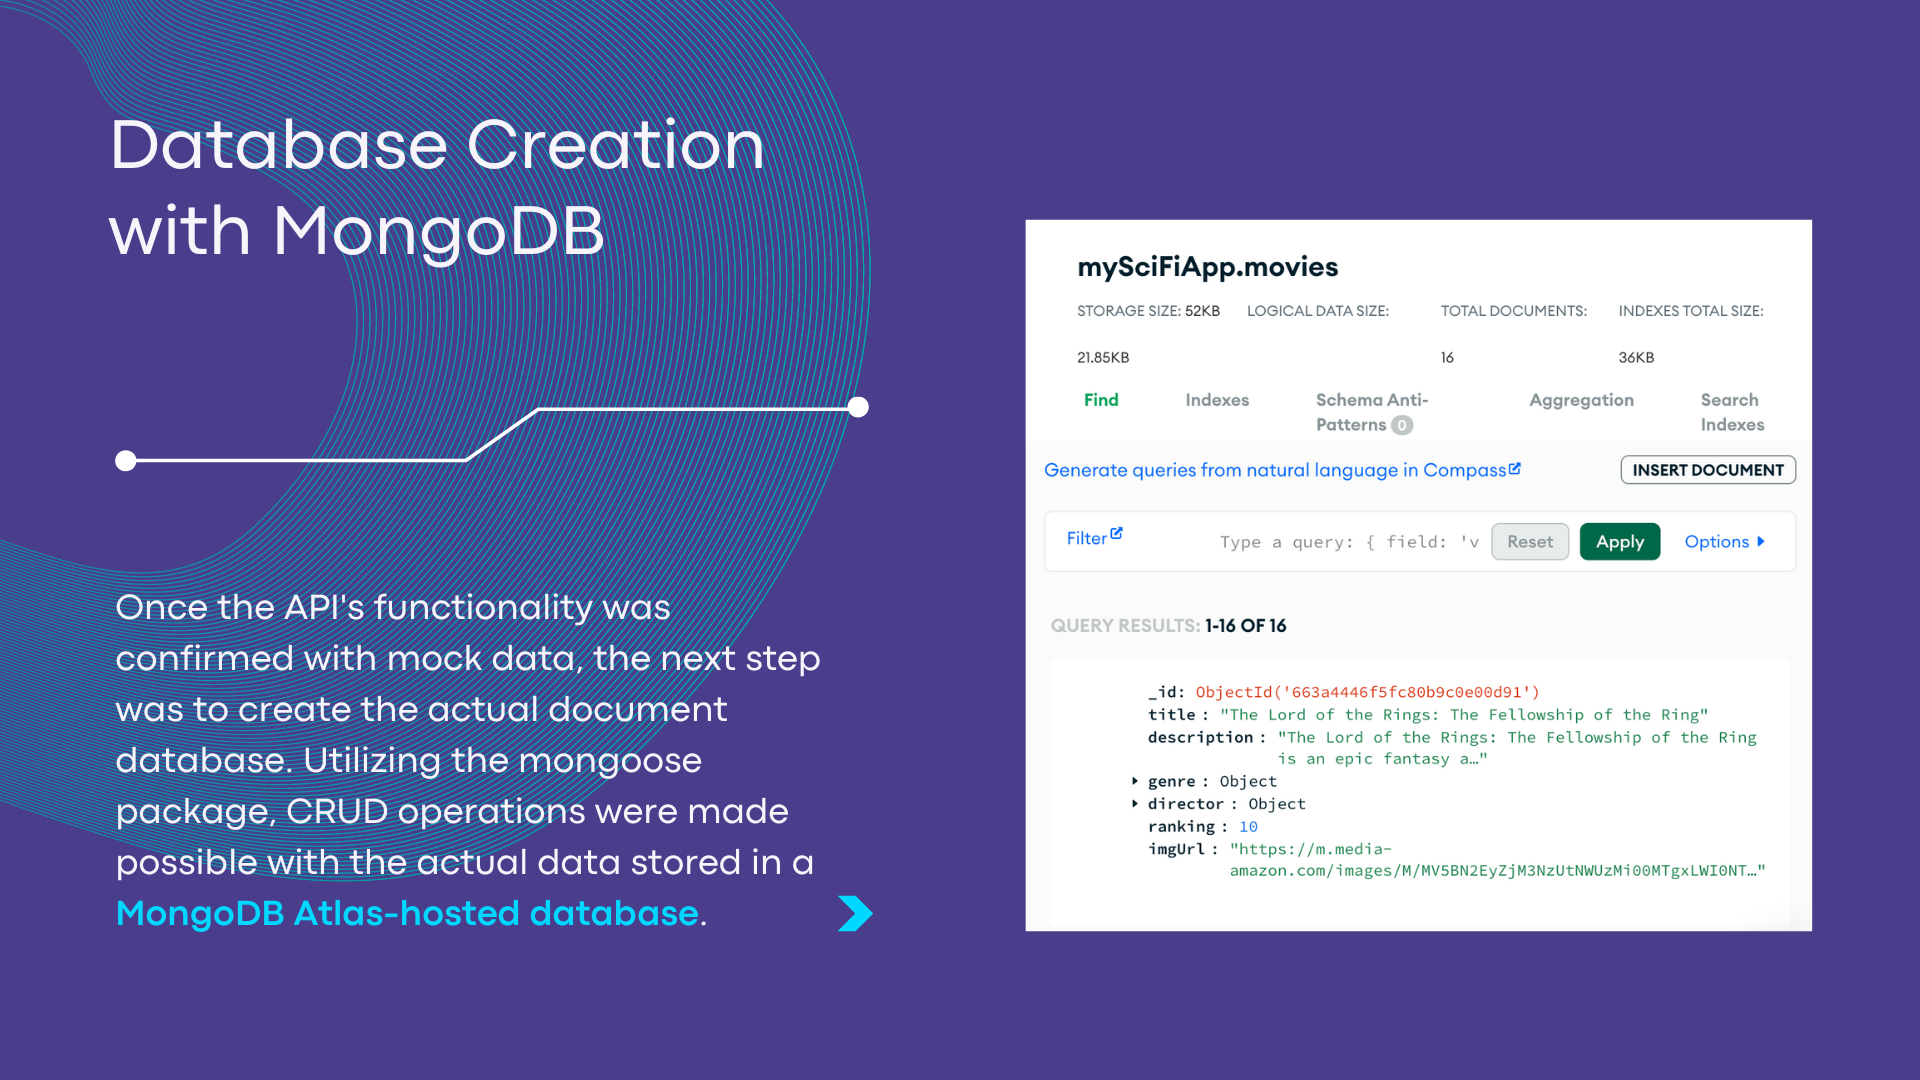 Database Creation
with MongoDB
Once the API's functionality was
confirmed with mock data, the next step
was to create the actual document
database. Utilizing the mongoose
package, CRUD operations were made
possible with the actual data stored in a
MongoDB Atlas-hosted database.
mySciFiApp.movies
STORAGE SIZE: 52KB LOGICAL DATA SIZE: TOTAL DOCUMENTS: INDEXES TOTAL SIZE:
21.85KB 16 36KB
Find Indexes Schema Anti- Aggregation Search
Patterns 0 Indexes
Generate queries from natural language in Compass INSERT DOCUMENT
Filter Type a query: { field: 'v Reset Apply Options
QUERY RESULTS: 1-16 OF 16
_id: ObjectId('663a4446f5fc80b9c0e00d91')
title : "The Lord of the Rings: The Fellowship of the Ring"
description : "The Lord of the Rings: The Fellowship of the Ring
is an epic fantasy a…"
genre : Object
director : Object
ranking : 10
imgUrl : "https://m.media-
amazon.com/images/M/MV5BN2EyZjM3NzUtNWUzMi00MTgxLWI0NT…"